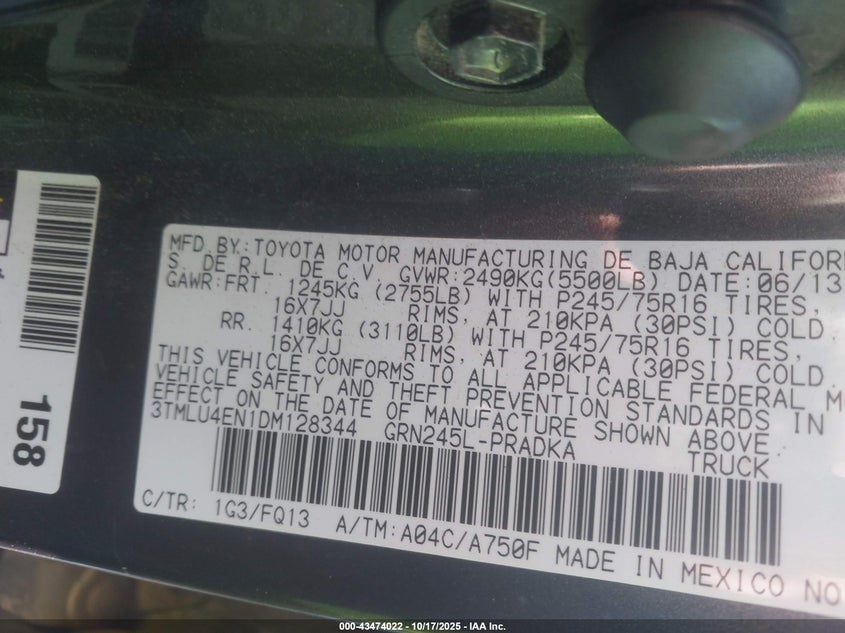 MFD. BY: TOYOTA MOTOR MANUFACTURING DE BAJA CALIFOR
S. DE R.L. DE C.V. GVWR:2490KG(5500LB) DATE:06/13
GAWR:FRT. 1245KG (2755LB) WITH P245/75R16 TIRES,
16X7JJ RIMS, AT 210KPA (30PSI) COLD.
RR. 1410KG (3110LB) WITH P245/75R16 TIRES,
16X7JJ RIMS, AT 210KPA (30PSI) COLD.
THIS VEHICLE CONFORMS TO ALL APPLICABLE FEDERAL M
VEHICLE SAFETY AND THEFT PREVENTION STANDARDS IN
EFFECT ON THE DATE OF MANUFACTURE SHOWN ABOVE.
3TMLU4EN1DM128344 GRN245L-PRADKA TRUCK
C/TR: 1G3/FQ13 A/TM:A04C/A750F MADE IN MEXICO NO
158
000-43474022 - 10/17/2025 - IAA Inc.